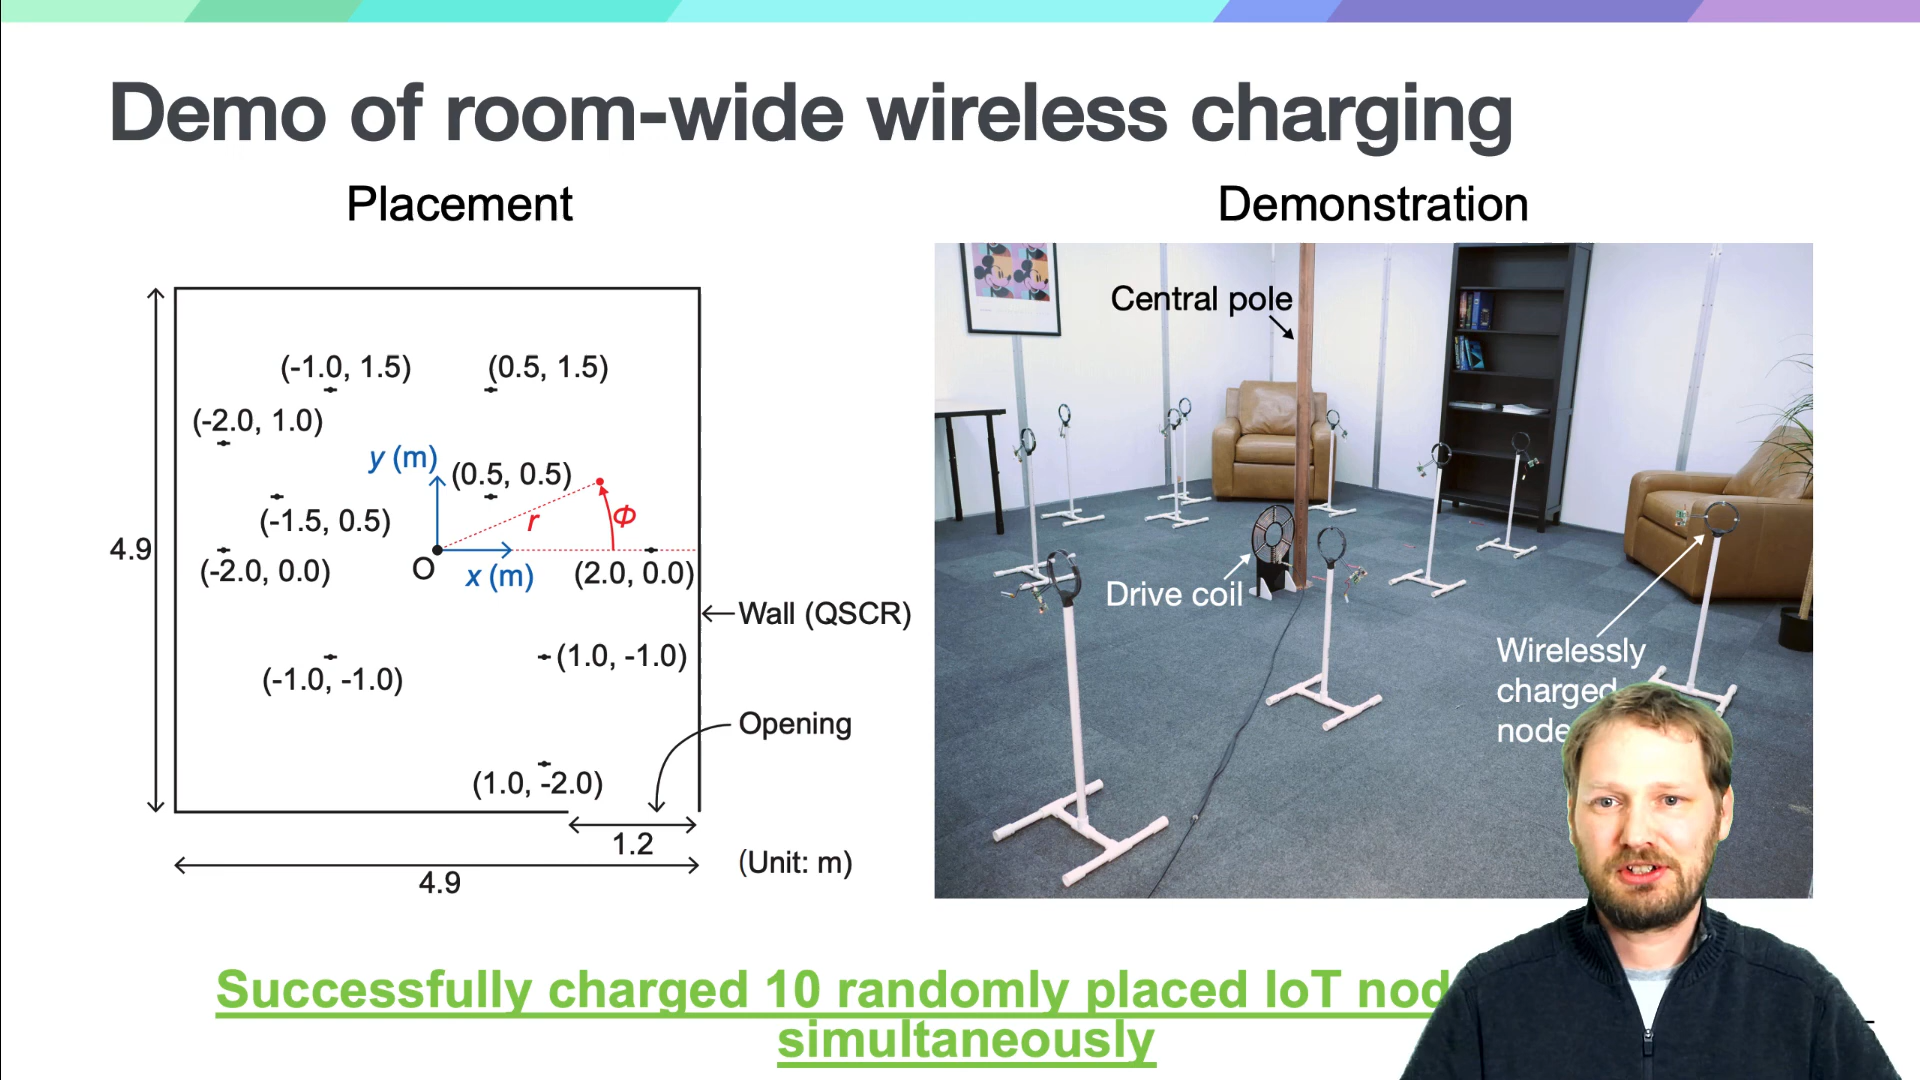 Demo of room-wide wireless charging
Placement
Demonstration
(-1.0, 1.5)
(0.5, 1.5)
(-2.0, 1.0)
y (m)
(0.5, 0.5)
(-1.5, 0.5)
r
Φ
4.9
(-2.0, 0.0)
O
x (m)
(2.0, 0.0)
Wall (QSCR)
(-1.0, -1.0)
(1.0, -1.0)
Opening
(1.0, -2.0)
1.2
(Unit: m)
4.9
Central pole
Drive coil
Wirelessly
charged
node
Successfully charged 10 randomly placed IoT nod
simultaneously